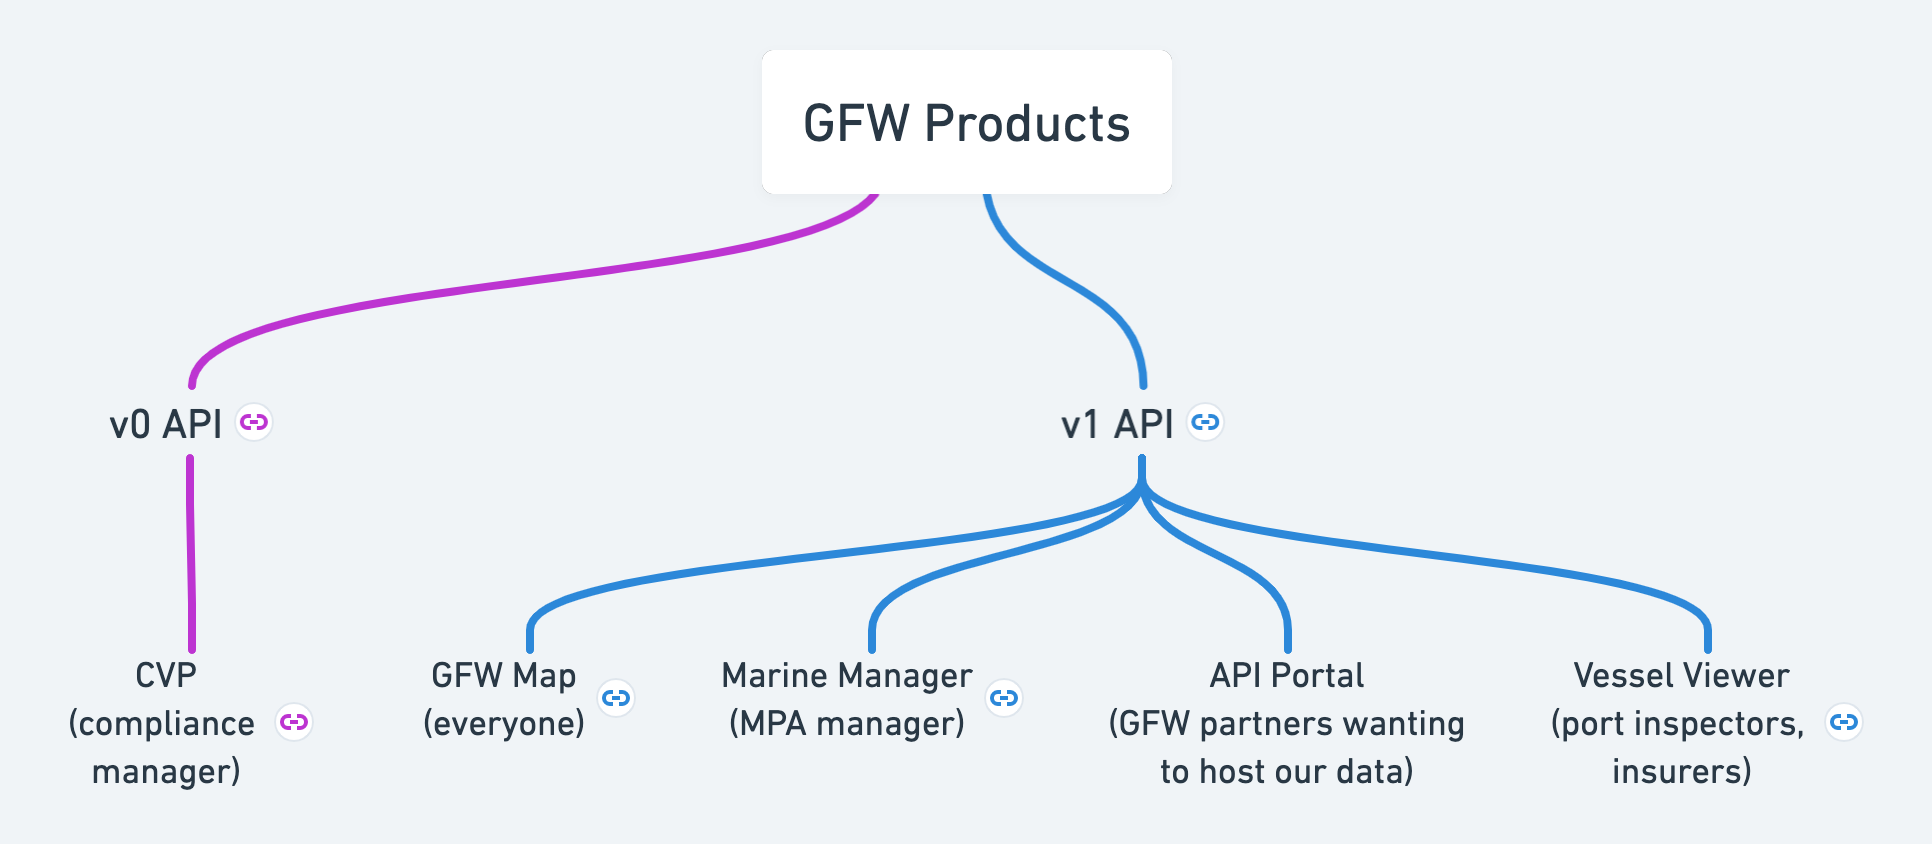 GFW Products
v0 API
v1 API
CVP
(compliance
manager)
GFW Map
(everyone)
Marine Manager
(MPA manager)
API Portal
(GFW partners wanting
to host our data)
Vessel Viewer
(port inspectors,
insurers)